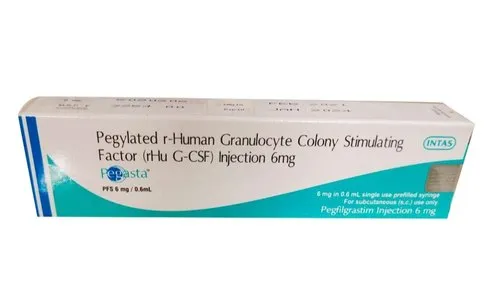 Pegylated r-Human Granulocyte Colony Stimulating
Factor (rHu G-CSF) Injection 6mg
Pegasta
PFS 6 mg / 0.6mL
INTAS
6 mg in 0.6 mL single use prefilled syringe
For subcutaneous (s.c.) use only
Pegfilgrastim Injection 6 mg